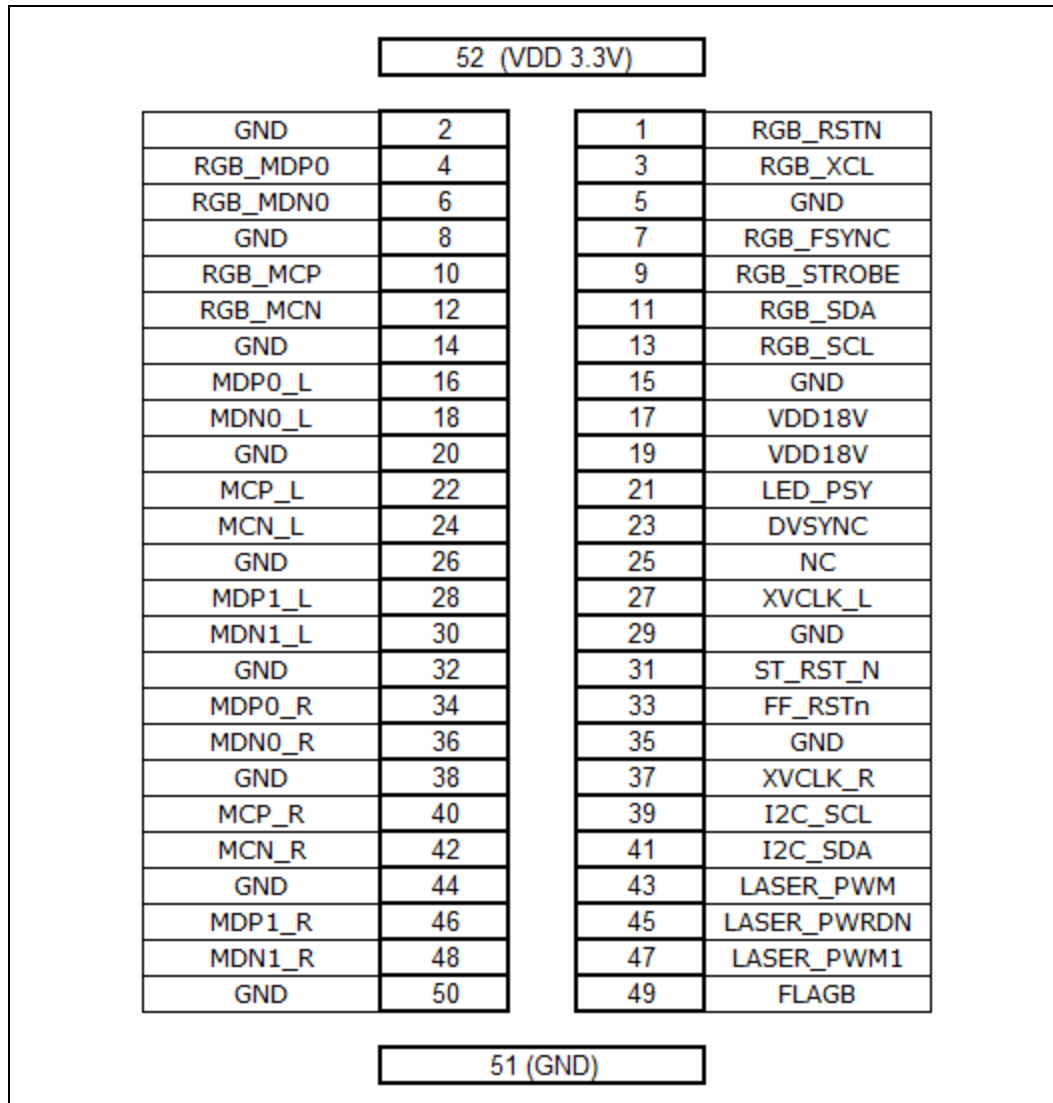 52 (VDD 3.3V)
GND 2 1 RGB_RSTN
RGB_MDP0 4 3 RGB_XCL
RGB_MDN0 6 5 GND
GND 8 7 RGB_FSYNC
RGB_MCP 10 9 RGB_STROBE
RGB_MCN 12 11 RGB_SDA
GND 14 13 RGB_SCL
MDP0_L 16 15 GND
MDN0_L 18 17 VDD18V
GND 20 19 VDD18V
MCP_L 22 21 LED_PSY
MCN_L 24 23 DVSYNC
GND 26 25 NC
MDP1_L 28 27 XVCLK_L
MDN1_L 30 29 GND
GND 32 31 ST_RST_N
MDP0_R 34 33 FF_RSTn
MDN0_R 36 35 GND
GND 38 37 XVCLK_R
MCP_R 40 39 I2C_SCL
MCN_R 42 41 I2C_SDA
GND 44 43 LASER_PWM
MDP1_R 46 45 LASER_PWRDN
MDN1_R 48 47 LASER_PWM1
GND 50 49 FLAGB
51 (GND)